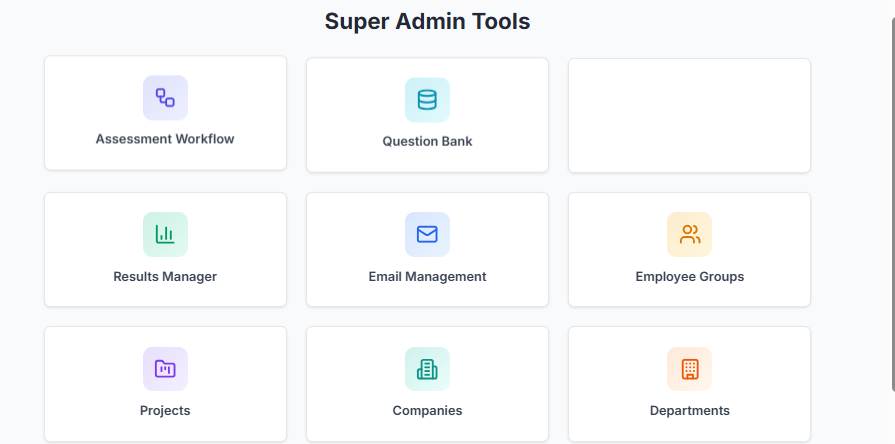 Super Admin Tools
Assessment Workflow
Question Bank
Results Manager
Email Management
Employee Groups
Projects
Companies
Departments